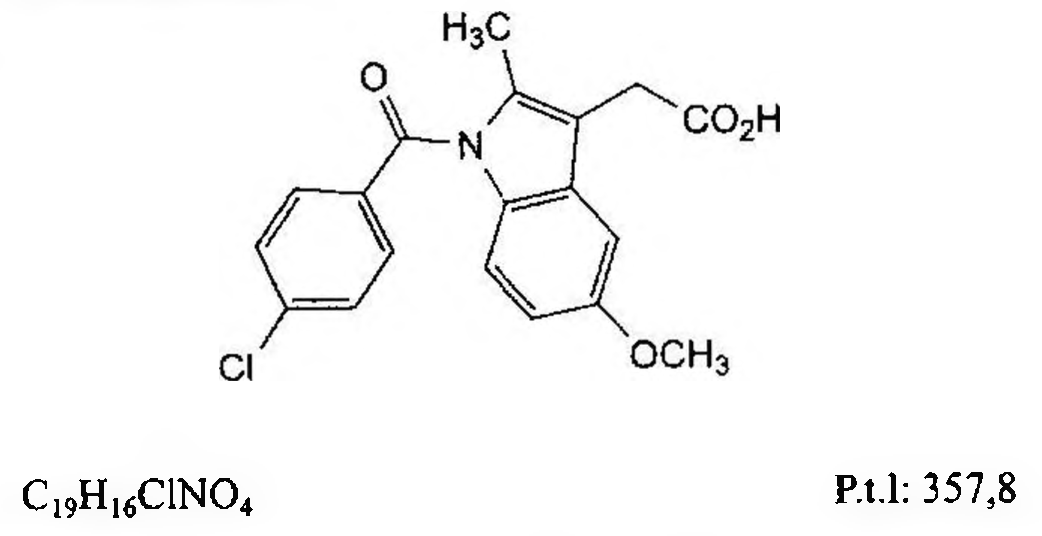 H₃C
O
CO₂H
N
Cl
OCH₃
C₁₉H₁₆ClNO₄
P.t.l: 357,8